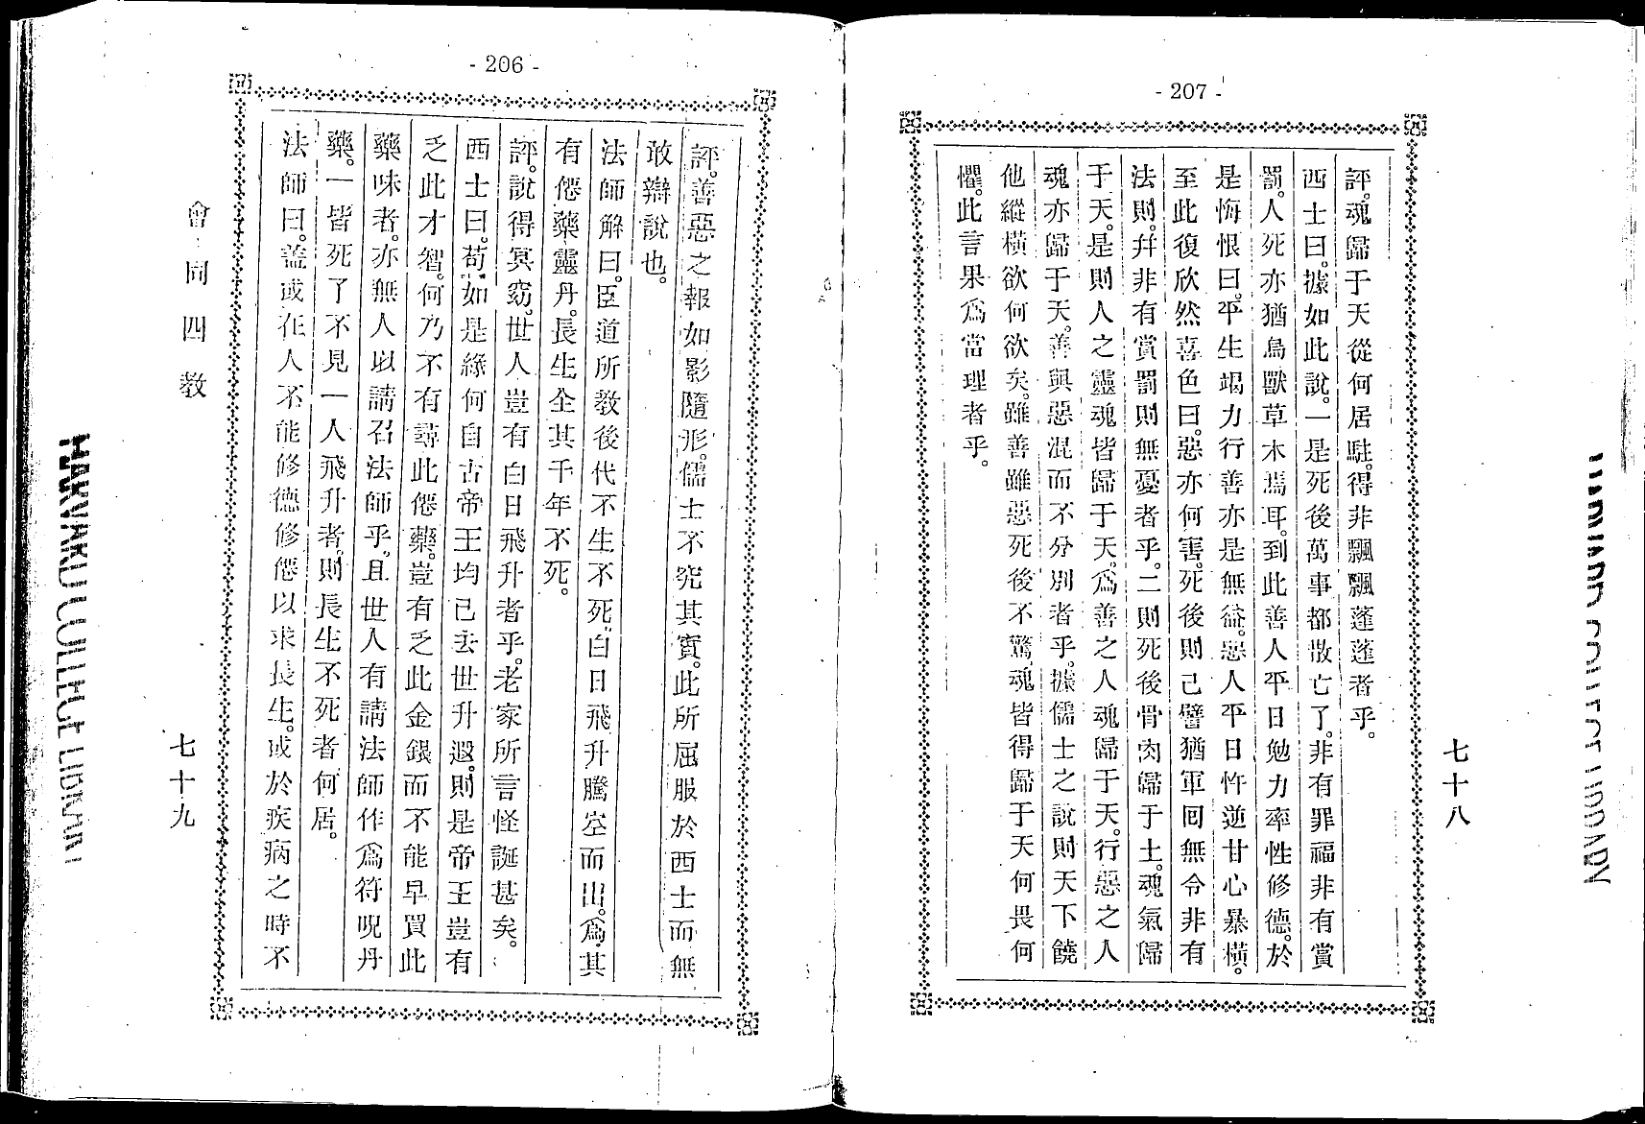 - 207 -
評。魂歸于天從何居駐。得非飄飄蓬蓬者乎。
西士曰。據如此說。一是死後萬事都散亡了。非有罪福非有賞
罰。人死亦猶鳥獸草木焉耳。到此善人平日勉力率性修德。於
是悔恨曰。平生竭力行善亦是無益。惡人平日忤逆甘心暴橫。
至此復欣然喜色曰。惡亦何害。死後則已譬猶軍囘無令非有
法則。幷非有賞罰則無憂者乎。二則死後骨肉歸于土。魂氣歸
于天。是則人之靈魂皆歸于天。爲善之人魂歸于天。行惡之人
魂亦歸于天。善與惡混而不分別者乎。據儒士之說則天下饒
他縱橫欲何欲矣。雖善雖惡死後不驚魂皆得歸于天何畏何
懼。此言果爲當理者乎。
七十八
- 206 -
評。善惡之報如影隨形。儒士不究其實。此所屈服於西士而無
敢辯說也。
法師解曰。臣道所教後代不生不死。白日飛升騰空而出。爲其
有僊藥靈丹。長生全其千年不死。
評。說得冥窈。世人豈有白日飛升者乎。老家所言怪誕甚矣。
西士曰。苟如是緣何自古帝王均已去世升遐。則是帝王豈有
乏此才智。何乃不有尋此僊藥。豈有乏此金銀而不能早買此
藥味者。亦無人以請召法師乎。且世人有請法師作爲符呪丹
藥。一皆死了不見一人飛升者。則長生不死者何居。
法師曰。蓋或在人不能修德修僊以求長生。或於疾病之時不
會同四教
七十九
HARVARD COLLEGE LIBRARY
HARVARD COLLEGE LIBRARY